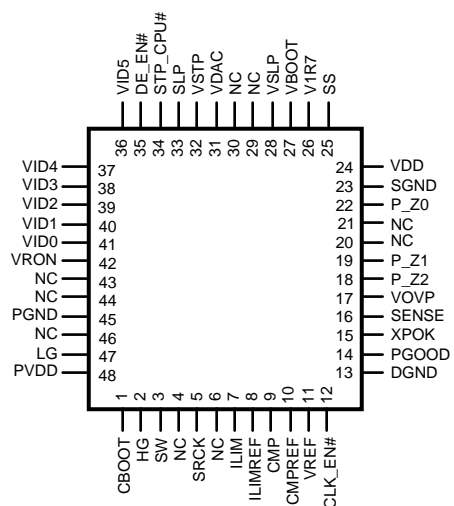 VID5
DE_EN#
STP_CPU#
SLP
VSTP
VDAC
NC
NC
VSLP
VBOOT
V1R7
SS
36 35 34 33 32 31 30 29 28 27 26 25
VID4 37
VID3 38
VID2 39
VID1 40
VID0 41
VRON 42
NC 43
NC 44
PGND 45
NC 46
LG 47
PVDD 48
24 VDD
23 SGND
22 P_Z0
21 NC
20 NC
19 P_Z1
18 P_Z2
17 VOVP
16 SENSE
15 XPOK
14 PGOOD
13 DGND
1 2 3 4 5 6 7 8 9 10 11 12
CBOOT
HG
SW
NC
SRCK
NC
ILIM
ILIMREF
CMP
CMPREF
VREF
CLK_EN#